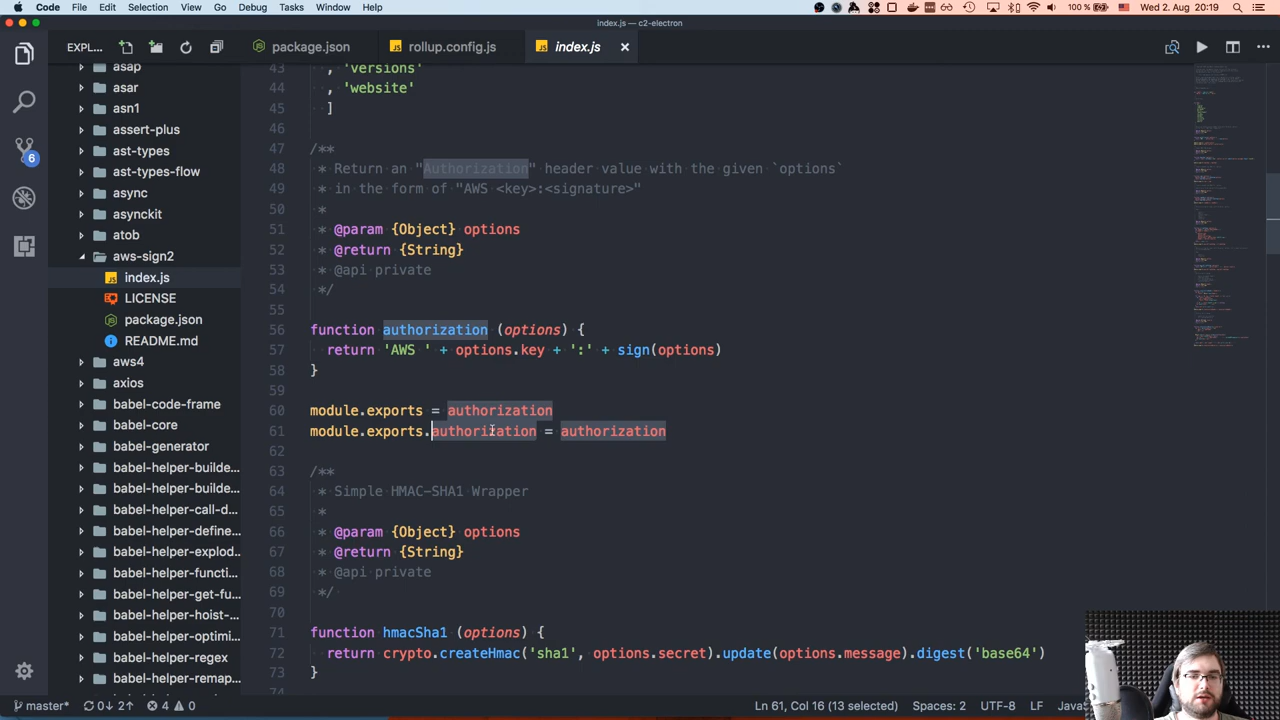 Code File Edit Selection View Go Debug Tasks Window Help 100 % Wed 2. Aug 20:19
index.js — c2-electron
EXPL... package.json rollup.config.js index.js
asap
asar
asn1
assert-plus
ast-types
ast-types-flow
async
asynckit
atob
aws-sign2
index.js
LICENSE
package.json
README.md
aws4
axios
babel-code-frame
babel-core
babel-generator
babel-helper-builde...
babel-helper-builde...
babel-helper-call-d...
babel-helper-define...
babel-helper-explod...
babel-helper-functi...
babel-helper-get-fu...
babel-helper-hoist-...
babel-helper-optimi...
babel-helper-regex
babel-helper-remap...
6
43 , 'versions'
44 , 'website'
45 ]
46
47 /**
48 * Return an "Authorization" header value with the given options`
49 * in the form of "AWS <key>:<signature>"
50 *
51 * @param {Object} options
52 * @return {String}
53 * @api private
54 */
55
56 function authorization (options) {
57 return 'AWS ' + options.key + ':' + sign(options)
58 }
59
60 module.exports = authorization
61 module.exports.authorization = authorization
62
63 /**
64 * Simple HMAC-SHA1 Wrapper
65 *
66 * @param {Object} options
67 * @return {String}
68 * @api private
69 */
70
71 function hmacSha1 (options) {
72 return crypto.createHmac('sha1', options.secret).update(options.message).digest('base64')
73 }
74
master* 0↓ 2↑ 4 0 Ln 61, Col 16 (13 selected) Spaces: 2 UTF-8 LF